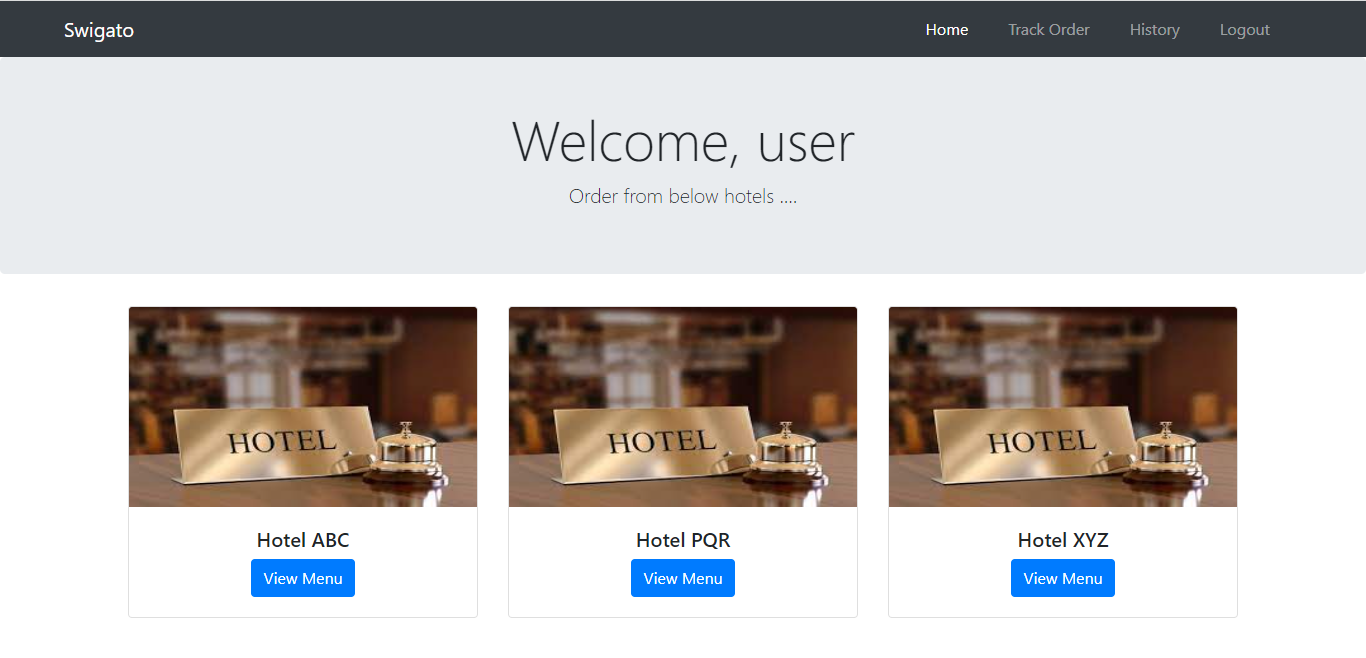 Swigato Home Track Order History Logout
Welcome, user
Order from below hotels ....
HOTEL HOTEL HOTEL
Hotel ABC Hotel PQR Hotel XYZ
View Menu View Menu View Menu